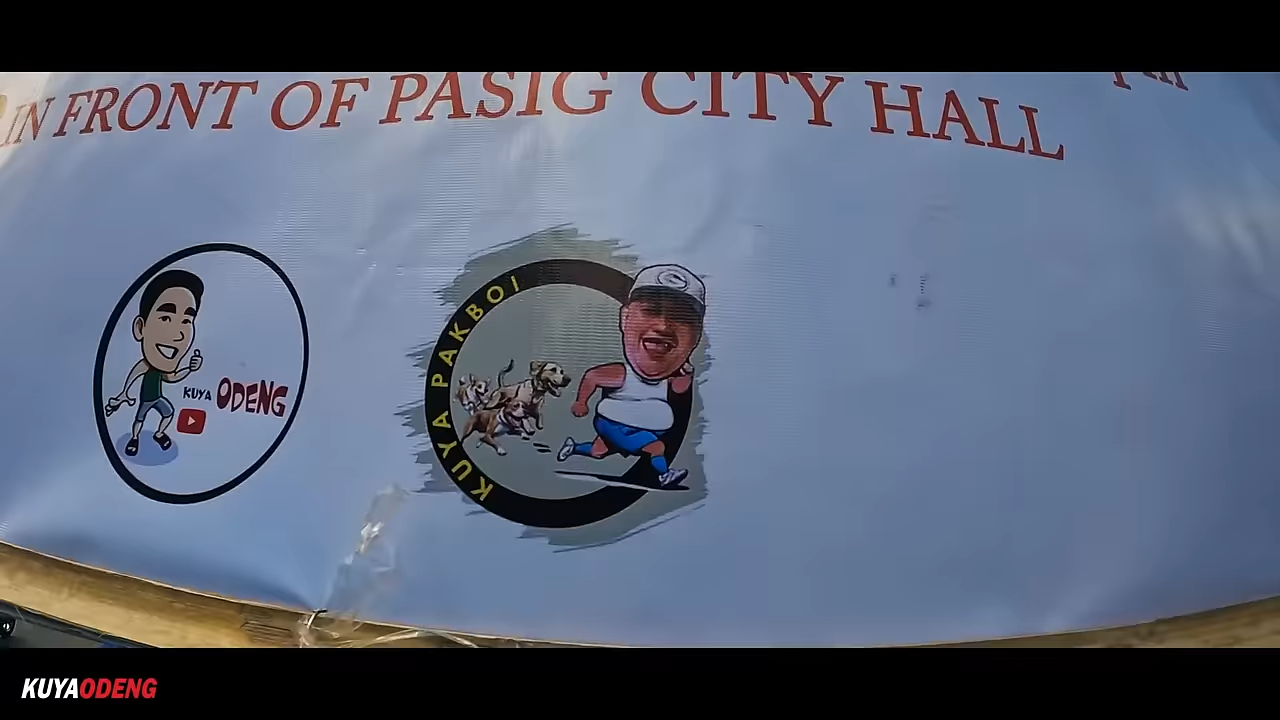 IN FRONT OF PASIG CITY HALL
KUYA ODENG
KUYA PAKBOI
KUYAODENG